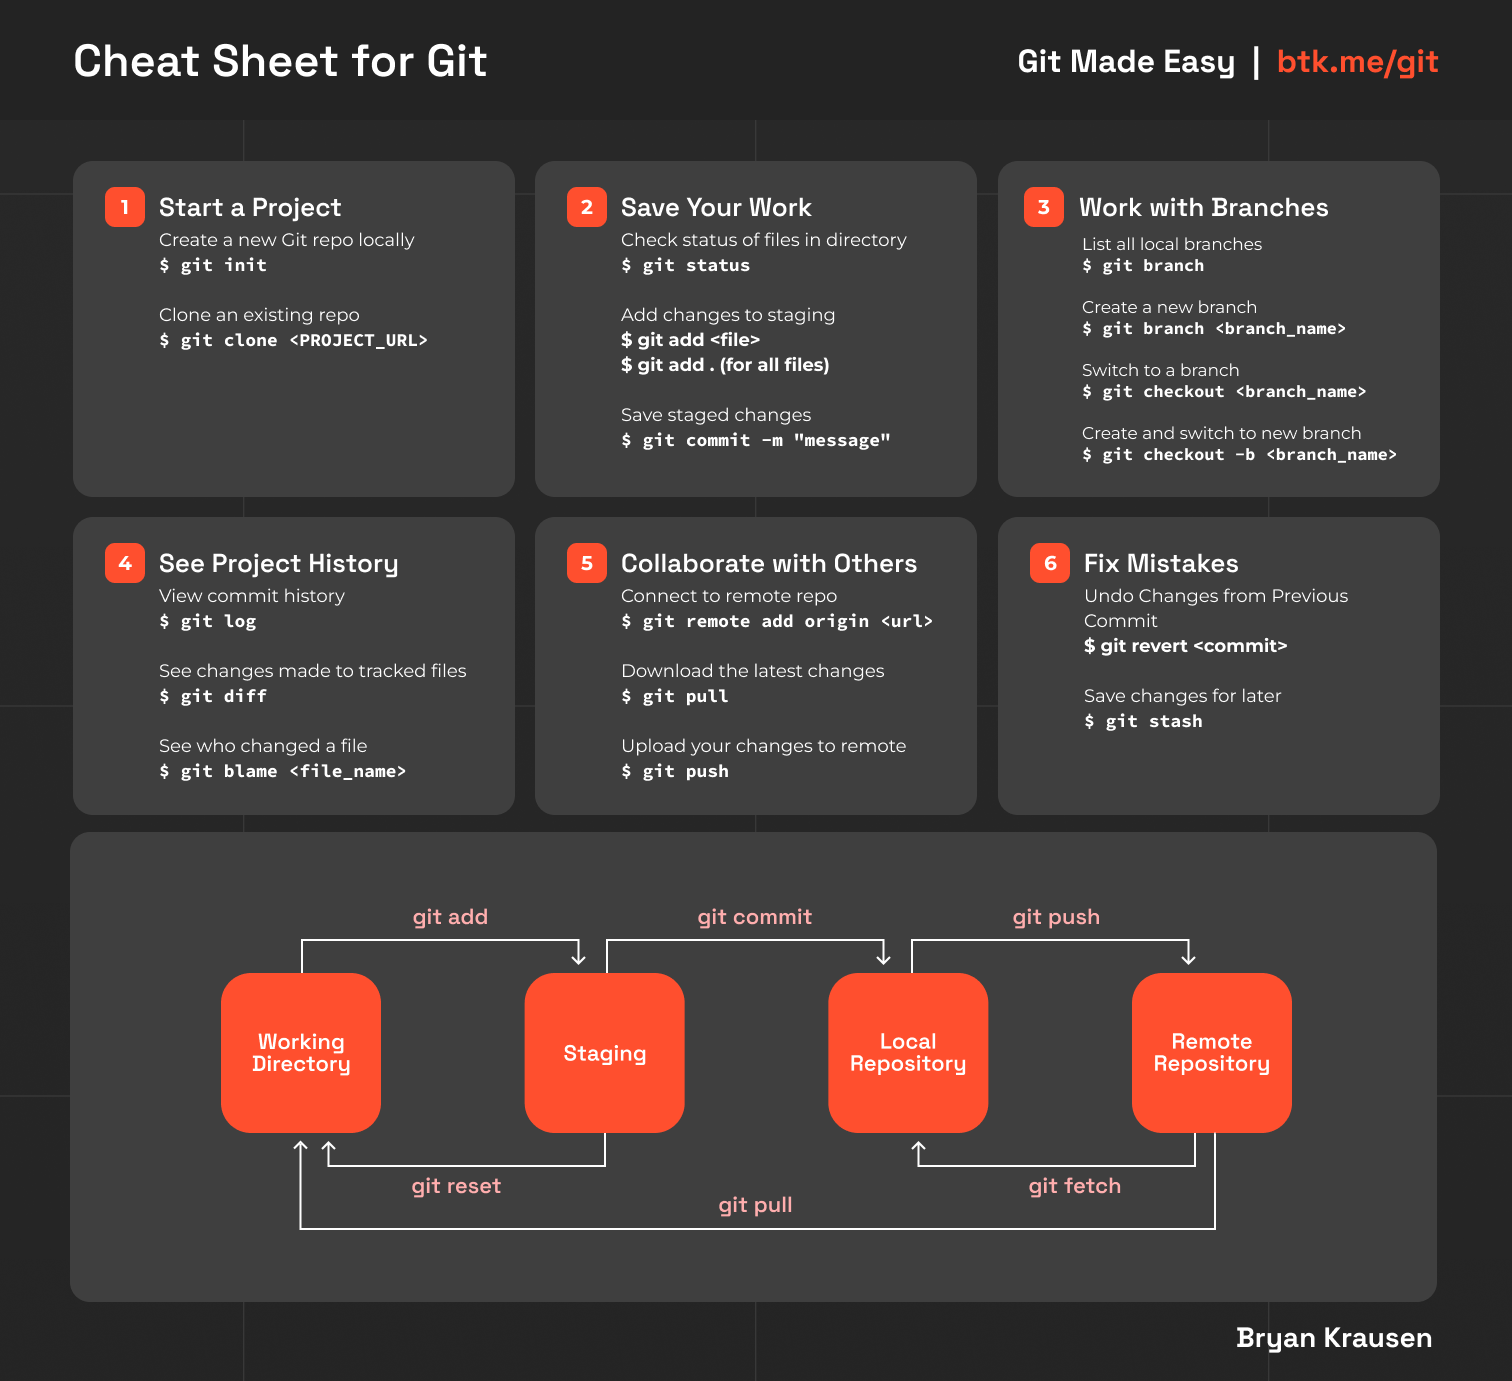 Cheat Sheet for Git
Git Made Easy | btk.me/git
1 Start a Project
Create a new Git repo locally
$ git init
Clone an existing repo
$ git clone <PROJECT_URL>
2 Save Your Work
Check status of files in directory
$ git status
Add changes to staging
$ git add <file>
$ git add . (for all files)
Save staged changes
$ git commit -m "message"
3 Work with Branches
List all local branches
$ git branch
Create a new branch
$ git branch <branch_name>
Switch to a branch
$ git checkout <branch_name>
Create and switch to new branch
$ git checkout -b <branch_name>
4 See Project History
View commit history
$ git log
See changes made to tracked files
$ git diff
See who changed a file
$ git blame <file_name>
5 Collaborate with Others
Connect to remote repo
$ git remote add origin <url>
Download the latest changes
$ git pull
Upload your changes to remote
$ git push
6 Fix Mistakes
Undo Changes from Previous
Commit
$ git revert <commit>
Save changes for later
$ git stash
git add
git commit
git push
Working
Directory
Staging
Local
Repository
Remote
Repository
git reset
git fetch
git pull
Bryan Krausen